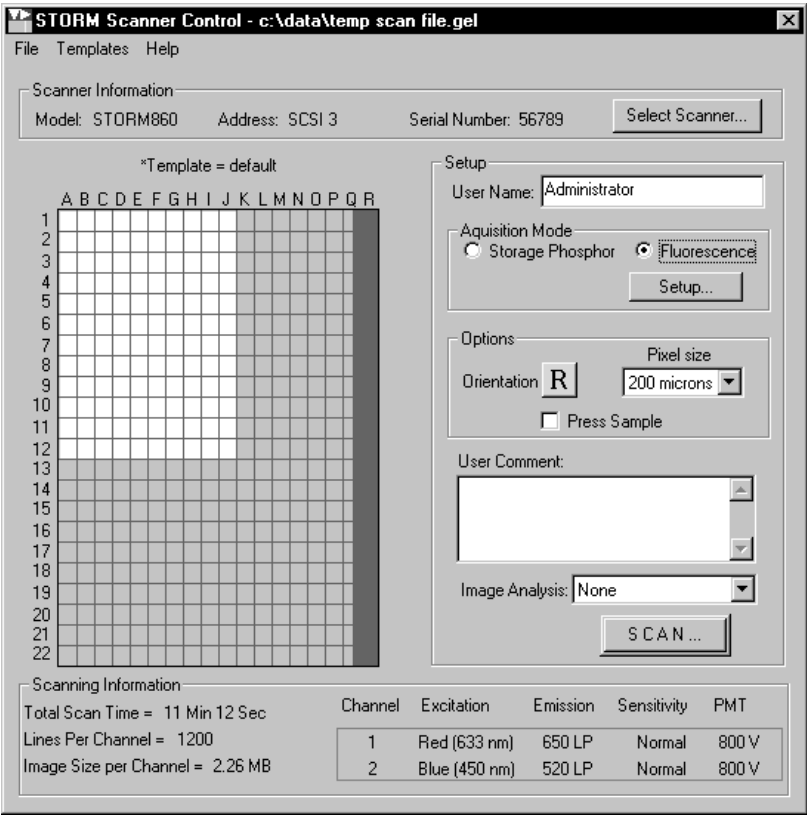 STORM Scanner Control - c:\data\temp scan file.gel
File Templates Help
Scanner Information
Model: STORM860 Address: SCSI 3 Serial Number: 56789 Select Scanner...
*Template = default
A B C D E F G H I J K L M N O P Q R
1
2
3
4
5
6
7
8
9
10
11
12
13
14
15
16
17
18
19
20
21
22
Setup
User Name: Administrator
Aquisition Mode
Storage Phosphor Fluorescence
Setup...
Options
Pixel size
Orientation R 200 microns
Press Sample
User Comment:
Image Analysis: None
SCAN...
Scanning Information
Total Scan Time = 11 Min 12 Sec
Lines Per Channel = 1200
Image Size per Channel = 2.26 MB
Channel Excitation Emission Sensitivity PMT
1 Red (633 nm) 650 LP Normal 800 V
2 Blue (450 nm) 520 LP Normal 800 V